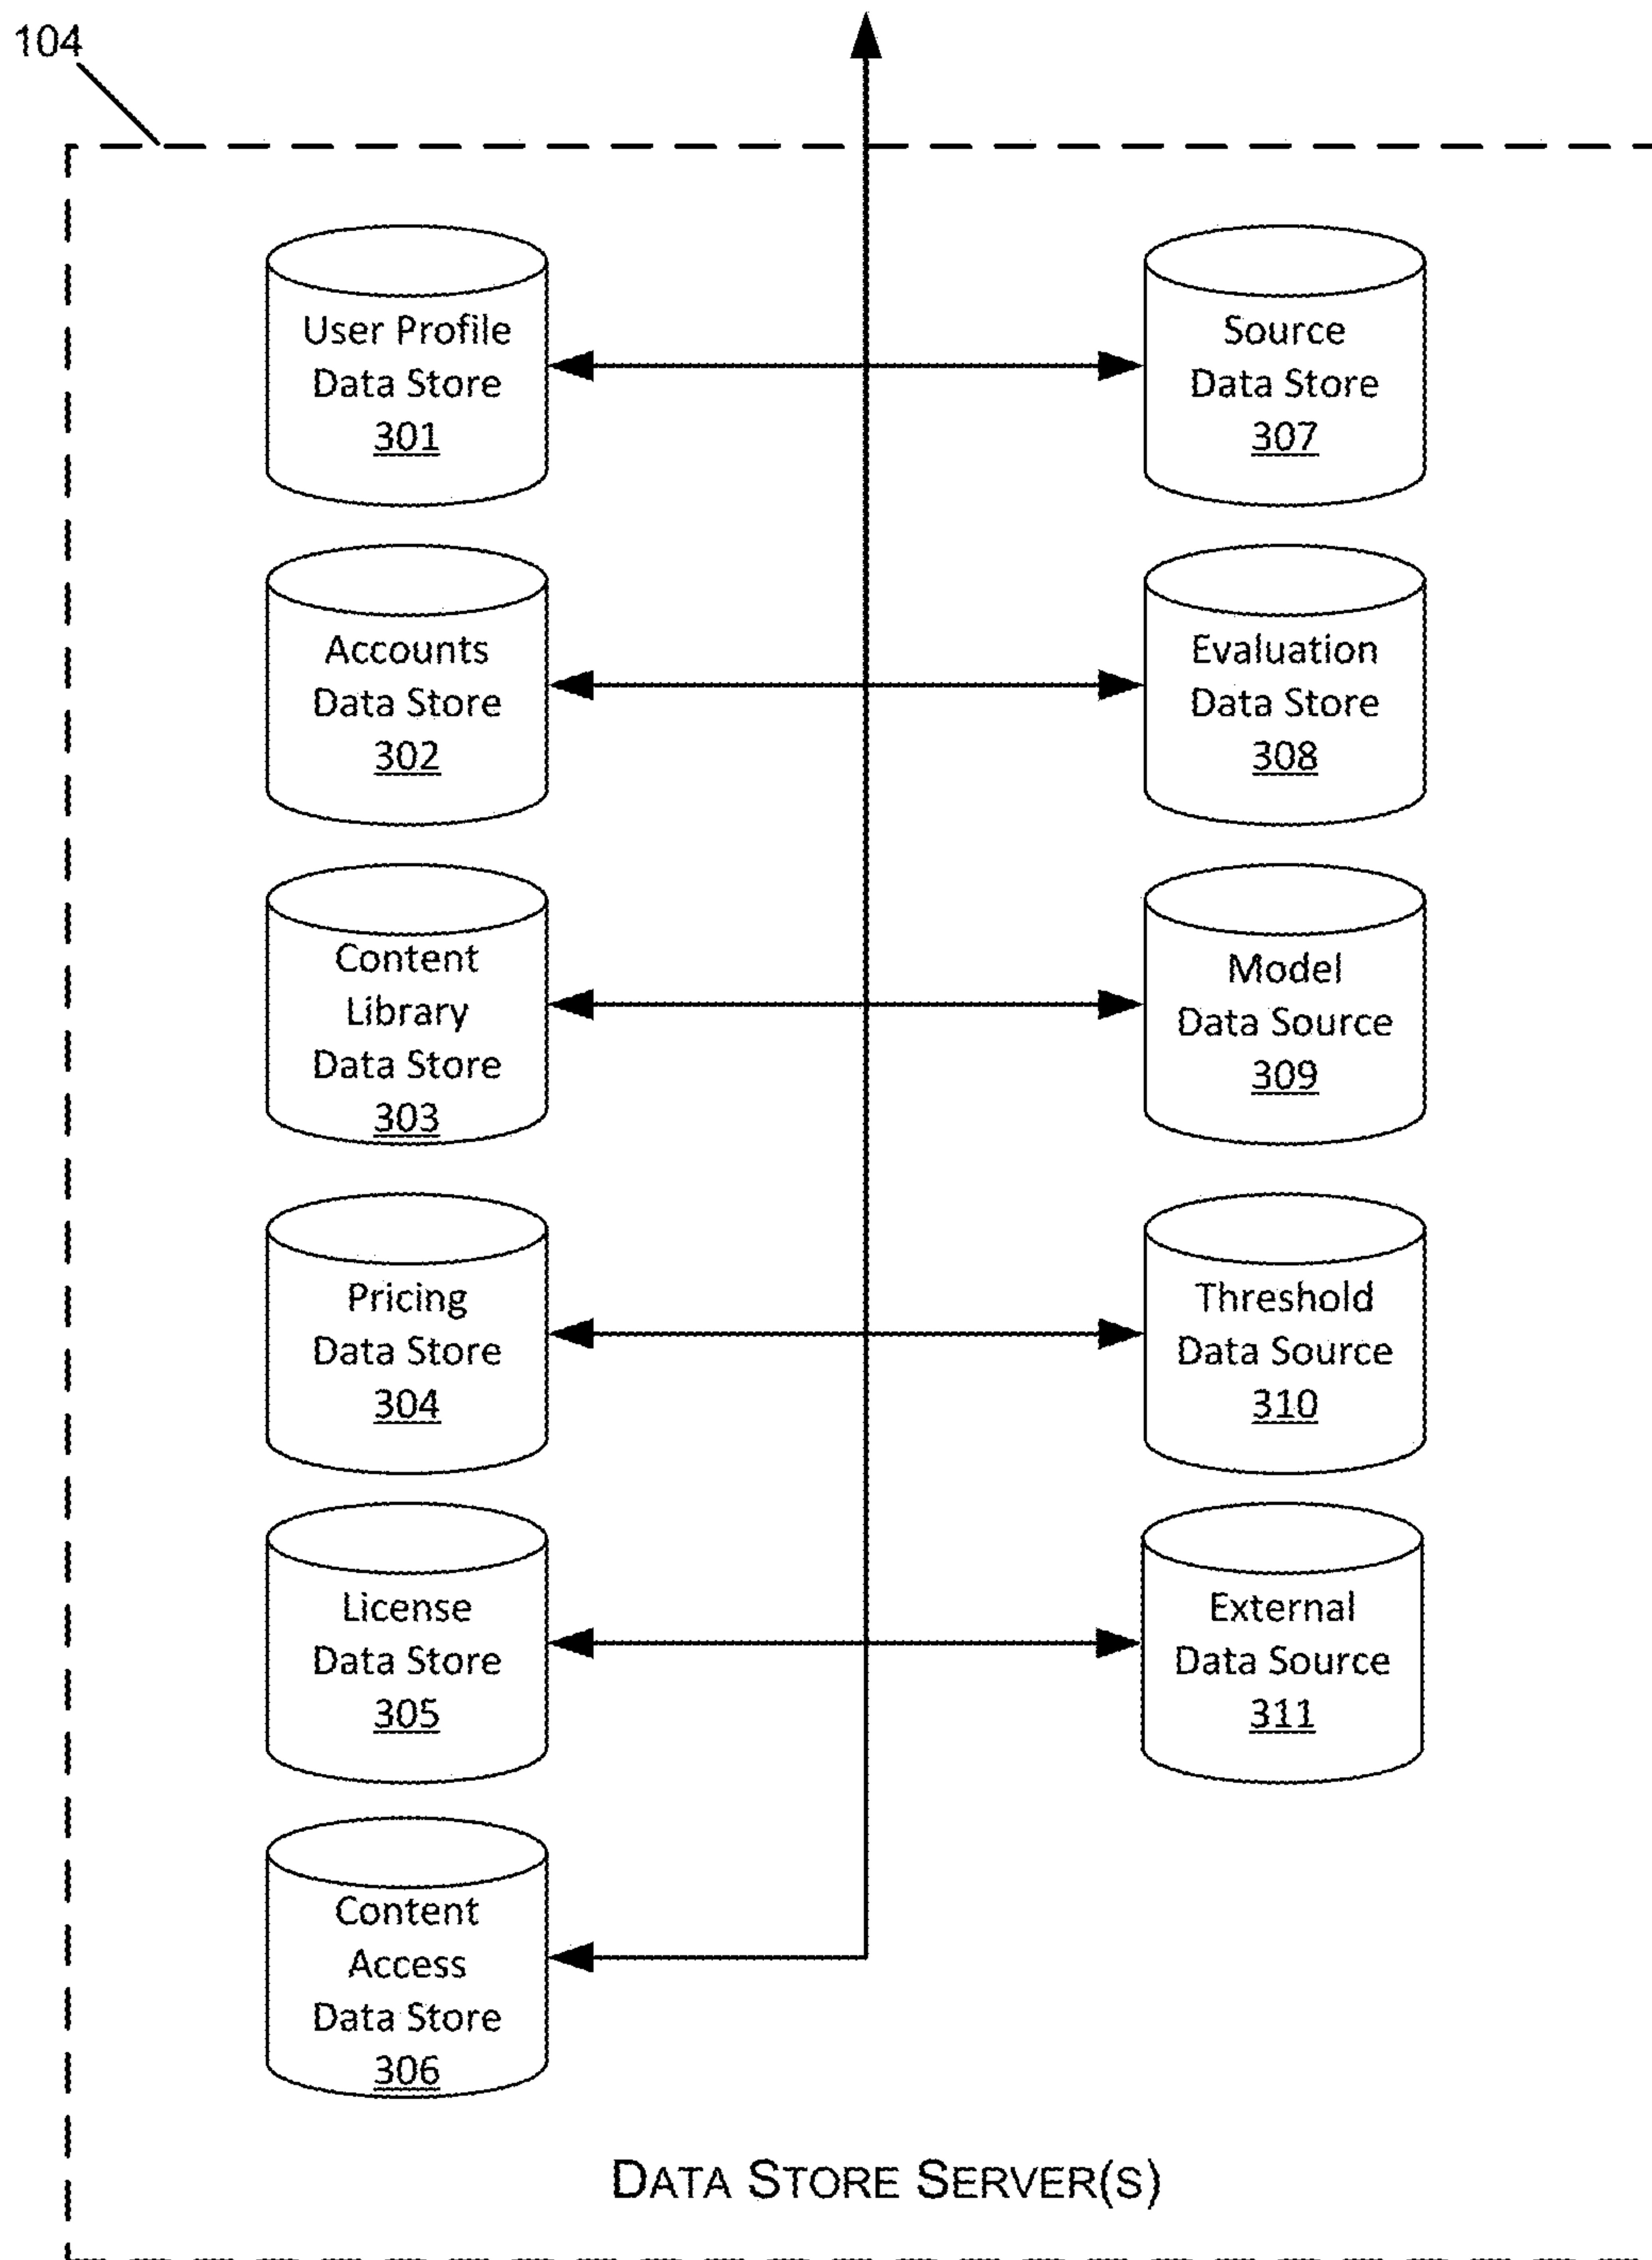 104
User Profile
Data Store
301
Source
Data Store
307
Accounts
Data Store
302
Evaluation
Data Store
308
Content
Library
Data Store
303
Model
Data Source
309
Pricing
Data Store
304
Threshold
Data Source
310
License
Data Store
305
External
Data Source
311
Content
Access
Data Store
306
DATA STORE SERVER(S)